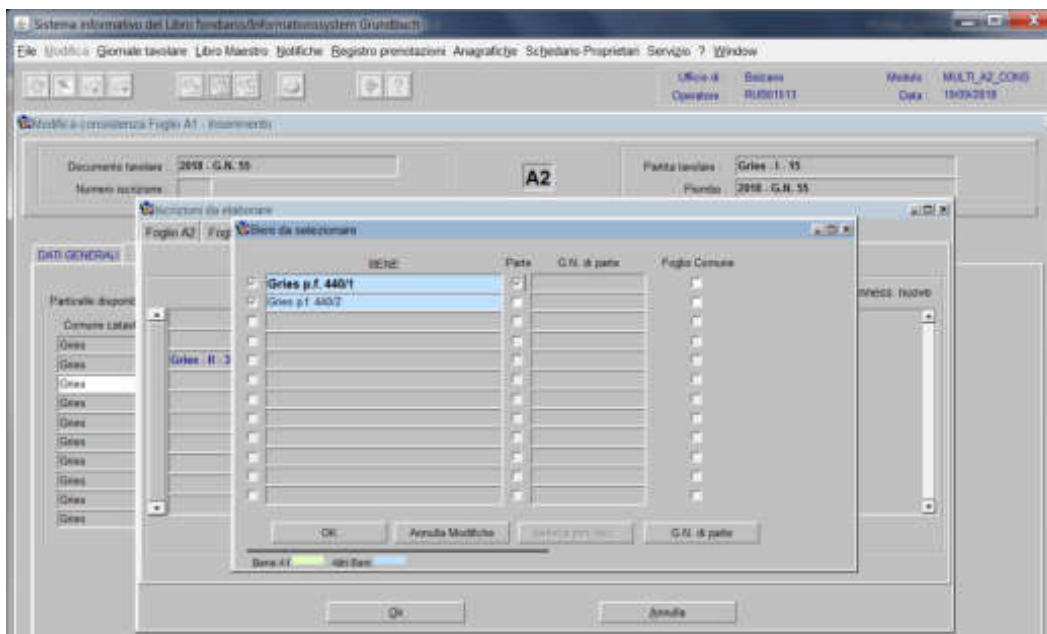 Sistema informativo del Libro fondiario/Informationssystem Grundbuch
File Modifica Giornale tavolare Libro Maestro Notifiche Registro prenotazioni Anagrafiche Schedario Proprietari Servizio ? Window
Ufficio di Bolzano Modulo MULTI_A2_CONS
Operatore Data
Modifica consistenza Foglio A1 - Inserimento
Documento tavolare 2018 - G.N. 55 A2 Partita tavolare Gries - I - 15
Numero iscrizione Piombo 2018 - G.N. 55
Iscrizioni da elaborare
Foglio A2 Fogl
Beni da selezionare
DATI GENERALI
BENE Parte G.N. di parte Foglio Comune
Gries p.f. 440/1
Gries p.f. 440/2
Particelle disponib nness. nuovo
Comune catast
Gries
Gries
Gries - II - 3
Gries
Gries
Gries
Gries
Gries
Gries
Gries
Gries
OK Annulla Modifiche G.N. di parte
Bene A1 Altri Beni
Ok Annulla